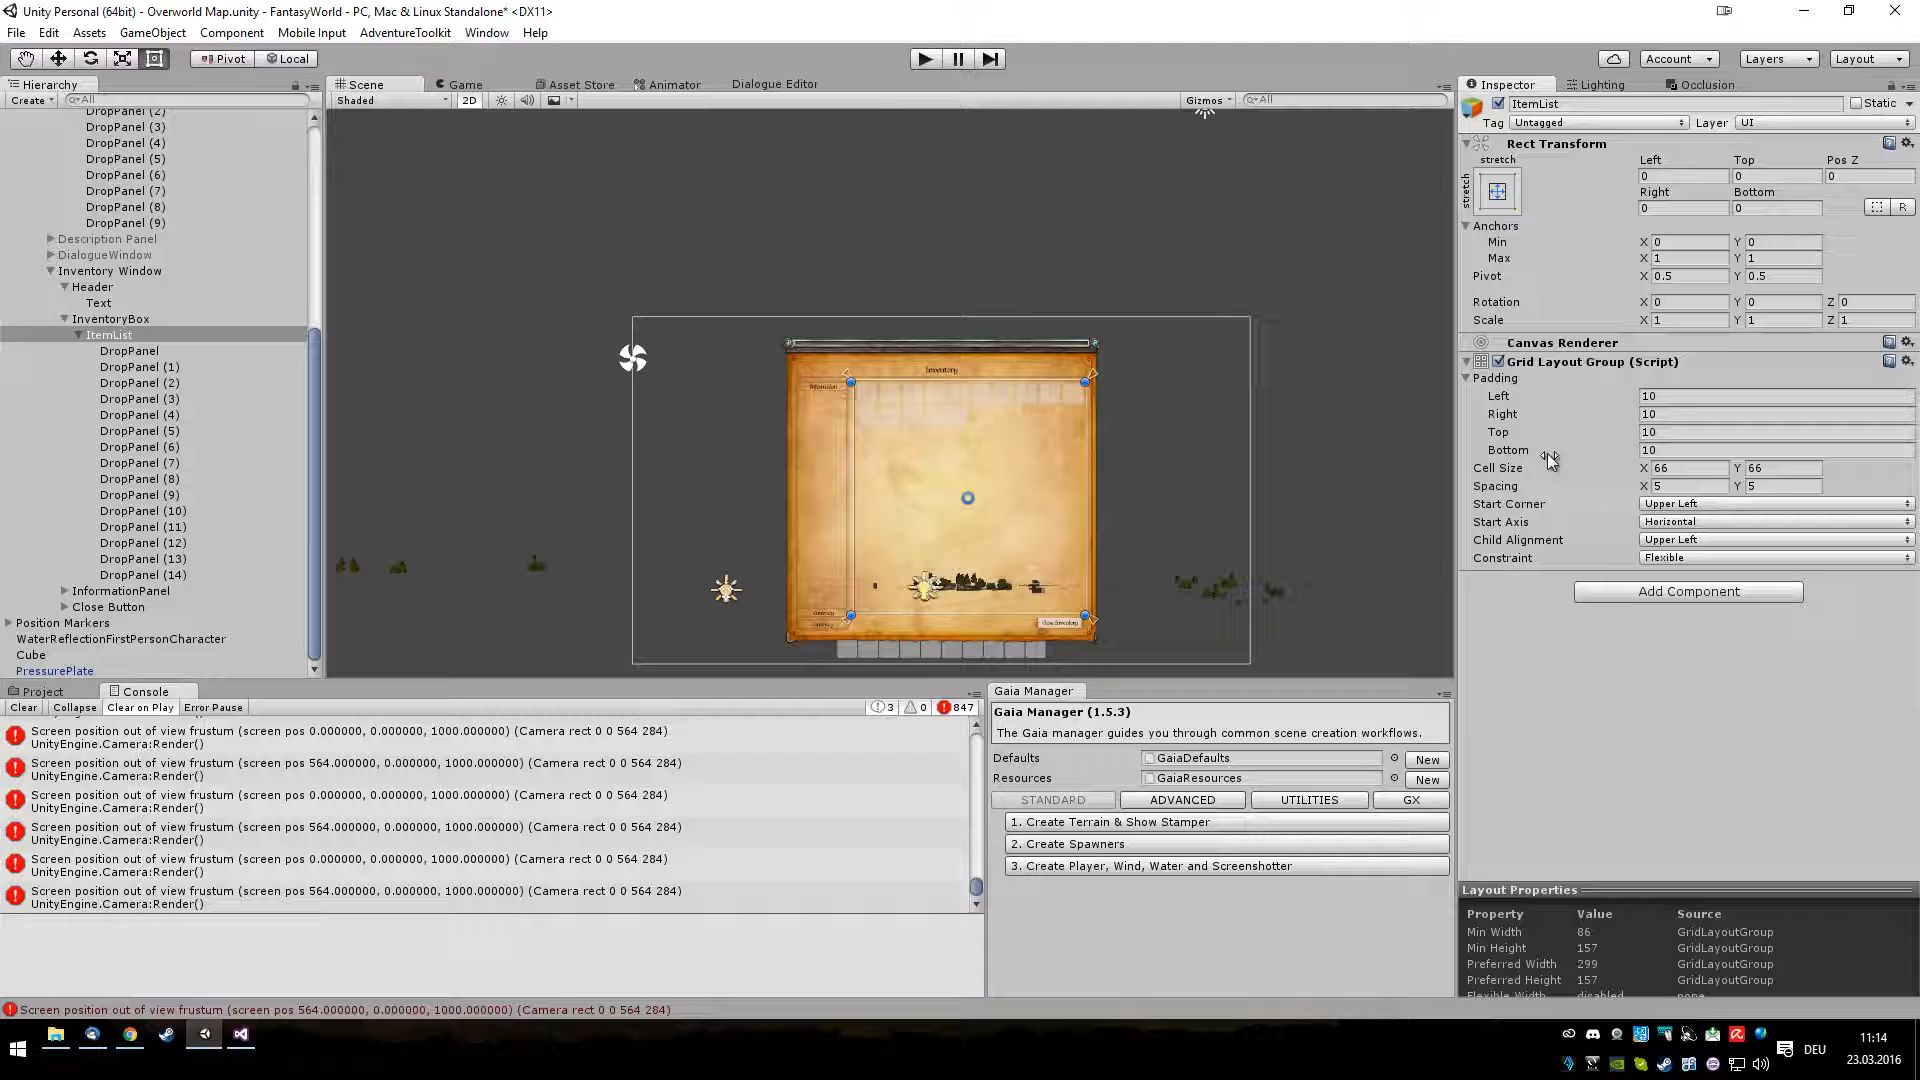 Unity Personal (64bit) - Overworld Map.unity - FantasyWorld - PC, Mac & Linux Standalone* <DX11>
File Edit Assets GameObject Component Mobile Input AdventureToolkit Window Help
Pivot Local Account Layers Layout
Hierarchy
Create All
DropPanel (2)
DropPanel (3)
DropPanel (4)
DropPanel (5)
DropPanel (6)
DropPanel (7)
DropPanel (8)
DropPanel (9)
Description Panel
DialogueWindow
Inventory Window
Header
Text
InventoryBox
ItemList
DropPanel
DropPanel (1)
DropPanel (2)
DropPanel (3)
DropPanel (4)
DropPanel (5)
DropPanel (6)
DropPanel (7)
DropPanel (8)
DropPanel (9)
DropPanel (10)
DropPanel (11)
DropPanel (12)
DropPanel (13)
DropPanel (14)
InformationPanel
Close Button
Position Markers
WaterReflectionFirstPersonCharacter
Cube
PressurePlate
Scene Game Asset Store Animator Dialogue Editor
Shaded 2D Gizmos All
Inventory
Information
Close Inventory
Inspector Lighting Occlusion
ItemList Static
Tag Untagged Layer UI
Rect Transform
stretch Left Top Pos Z
stretch 0 0 0
Right Bottom
0 0 R
Anchors
Min X 0 Y 0
Max X 1 Y 1
Pivot X 0.5 Y 0.5
Rotation X 0 Y 0 Z 0
Scale X 1 Y 1 Z 1
Canvas Renderer
Grid Layout Group (Script)
Padding
Left 10
Right 10
Top 10
Bottom 10
Cell Size X 66 Y 66
Spacing X 5 Y 5
Start Corner Upper Left
Start Axis Horizontal
Child Alignment Upper Left
Constraint Flexible
Add Component
Layout Properties
Property Value Source
Min Width 86 GridLayoutGroup
Min Height 157 GridLayoutGroup
Preferred Width 299 GridLayoutGroup
Preferred Height 157 GridLayoutGroup
Flexible Width disabled none
Project Console
Clear Collapse Clear on Play Error Pause 3 0 847
Screen position out of view frustum (screen pos 0.000000, 0.000000, 1000.000000) (Camera rect 0 0 564 284)
UnityEngine.Camera:Render()
Screen position out of view frustum (screen pos 564.000000, 0.000000, 1000.000000) (Camera rect 0 0 564 284)
UnityEngine.Camera:Render()
Screen position out of view frustum (screen pos 0.000000, 0.000000, 1000.000000) (Camera rect 0 0 564 284)
UnityEngine.Camera:Render()
Screen position out of view frustum (screen pos 564.000000, 0.000000, 1000.000000) (Camera rect 0 0 564 284)
UnityEngine.Camera:Render()
Screen position out of view frustum (screen pos 0.000000, 0.000000, 1000.000000) (Camera rect 0 0 564 284)
UnityEngine.Camera:Render()
Screen position out of view frustum (screen pos 564.000000, 0.000000, 1000.000000) (Camera rect 0 0 564 284)
UnityEngine.Camera:Render()
Gaia Manager
Gaia Manager (1.5.3)
The Gaia manager guides you through common scene creation workflows.
Defaults GaiaDefaults New
Resources GaiaResources New
STANDARD ADVANCED UTILITIES GX
1. Create Terrain & Show Stamper
2. Create Spawners
3. Create Player, Wind, Water and Screenshotter
Screen position out of view frustum (screen pos 564.000000, 0.000000, 1000.000000) (Camera rect 0 0 564 284)
DEU
11:14
23.03.2016